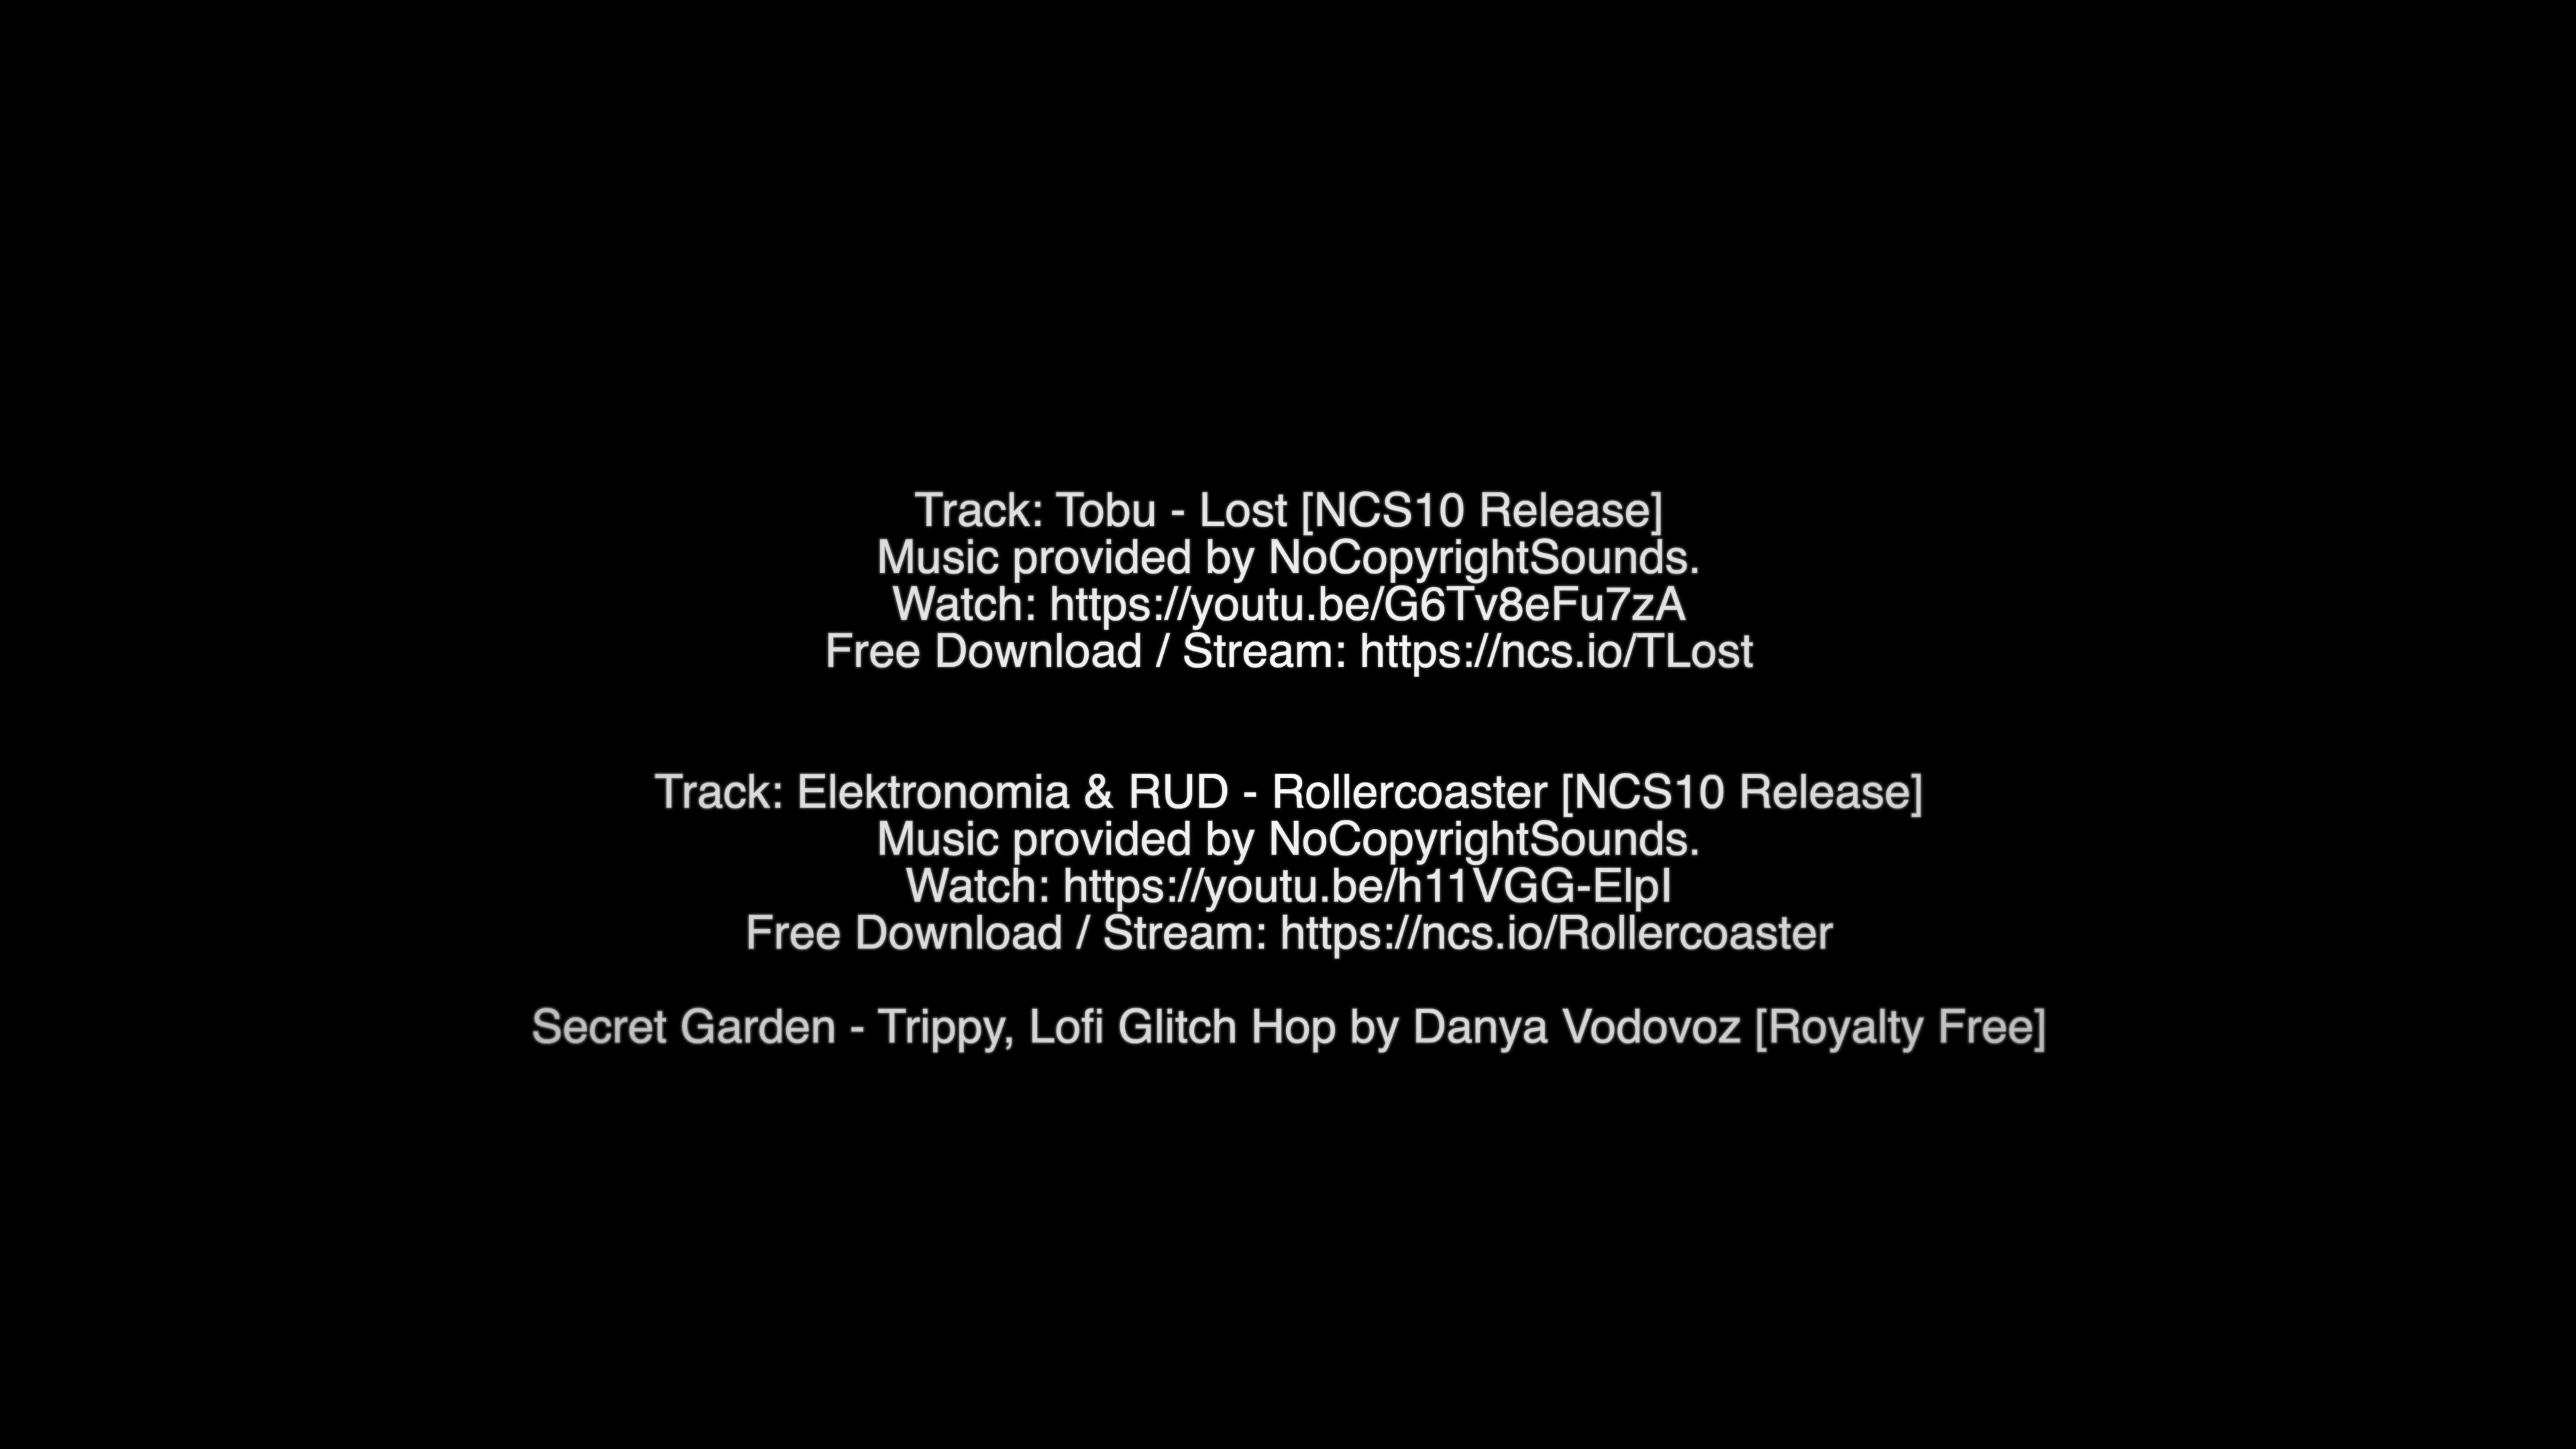 Track: Tobu - Lost [NCS10 Release]
Music provided by NoCopyrightSounds.
Watch: https://youtu.be/G6Tv8eFu7zA
Free Download / Stream: https://ncs.io/TLost
Track: Elektronomia & RUD - Rollercoaster [NCS10 Release]
Music provided by NoCopyrightSounds.
Watch: https://youtu.be/h11VGG-ElpI
Free Download / Stream: https://ncs.io/Rollercoaster
Secret Garden - Trippy, Lofi Glitch Hop by Danya Vodovoz [Royalty Free]